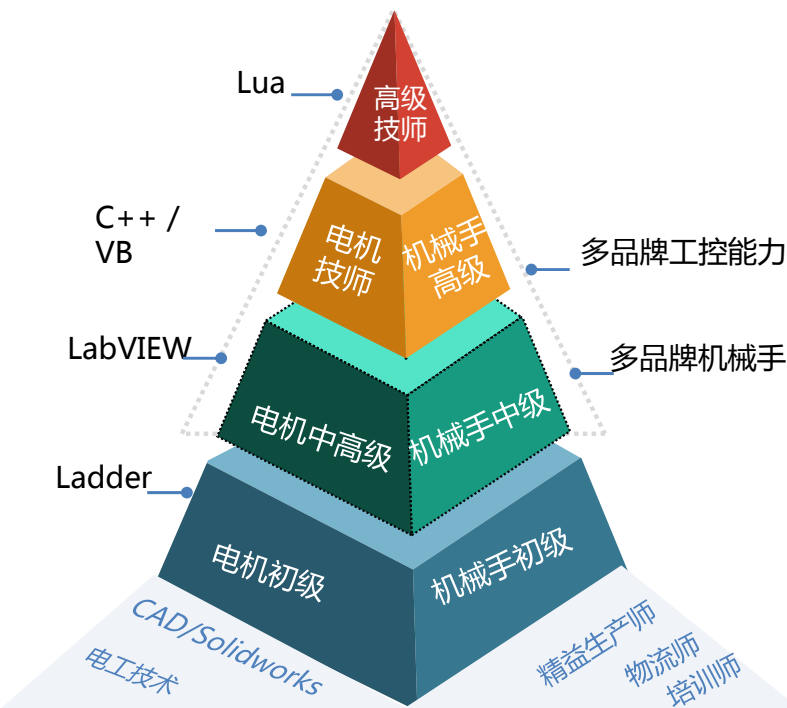 Lua
高级
技师
C++ /
VB
电机
技师
机械手
高级
多品牌工控能力
LabVIEW
多品牌机械手
电机中高级
机械手中级
Ladder
电机初级
机械手初级
CAD/Solidworks
电工技术
精益生产师
物流师
培训师